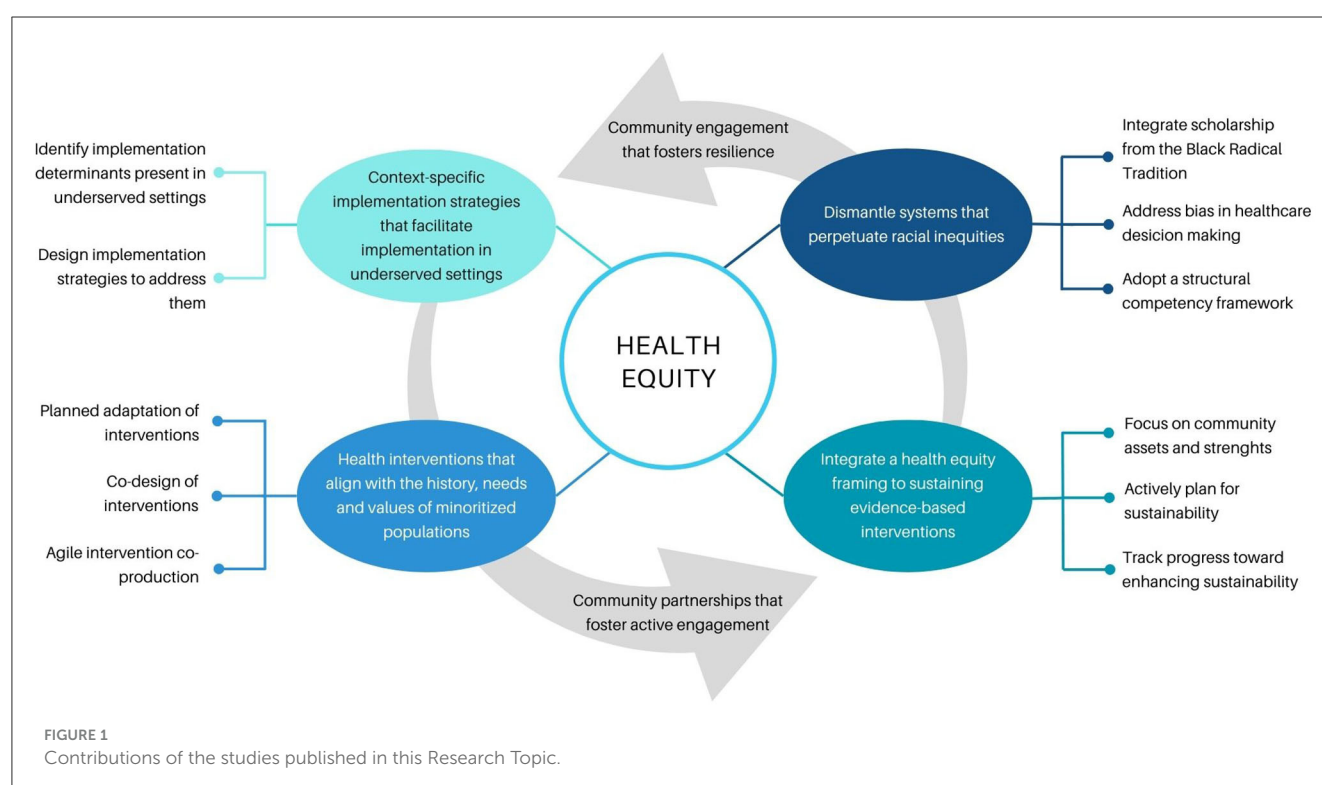 Community engagement
that fosters resilience
Identify implementation
determinants present in
underserved settings
Design implementation
strategies to address
them
Context-specific
implementation strategies
that facilitate
implementation in
underserved settings
Dismantle systems that
perpetuate racial inequities
Integrate scholarship
from the Black Radical
Tradition
Address bias in healthcare
desicion making
Adopt a structural
competency framework
HEALTH
EQUITY
Planned adaptation of
interventions
Co-design of
interventions
Agile intervention co-
production
Health interventions that
align with the history, needs
and values of minoritized
populations
Integrate a health equity
framing to sustaining
evidence-based
interventions
Focus on community
assets and strenghts
Actively plan for
sustainability
Track progress toward
enhancing sustainability
Community partnerships that
foster active engagement
FIGURE 1
Contributions of the studies published in this Research Topic.